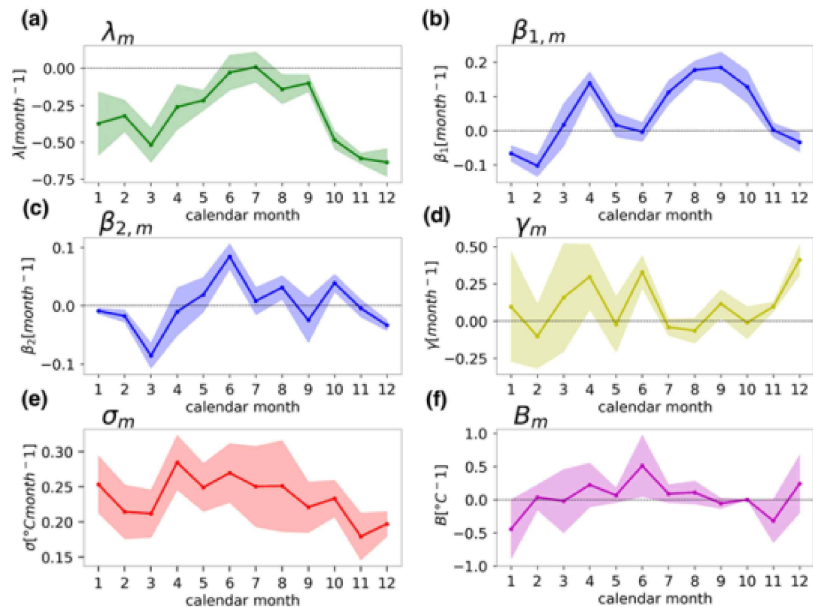 (a) λm
0.00
−0.25
−0.50
−0.75
λ[month⁻1]
1 2 3 4 5 6 7 8 9 10 11 12
calendar month
(b) β1, m
0.2
0.1
0.0
−0.1
β1[month⁻1]
1 2 3 4 5 6 7 8 9 10 11 12
calendar month
(c) β2, m
0.1
0.0
−0.1
β2[month⁻1]
1 2 3 4 5 6 7 8 9 10 11 12
calendar month
(d) γm
0.50
0.25
0.00
−0.25
γ[month⁻1]
1 2 3 4 5 6 7 8 9 10 11 12
calendar month
(e) σm
0.30
0.25
0.20
0.15
σ[°Cmonth⁻1]
1 2 3 4 5 6 7 8 9 10 11 12
calendar month
(f) Bm
1.0
0.5
0.0
−0.5
−1.0
B[°C⁻1]
1 2 3 4 5 6 7 8 9 10 11 12
calendar month